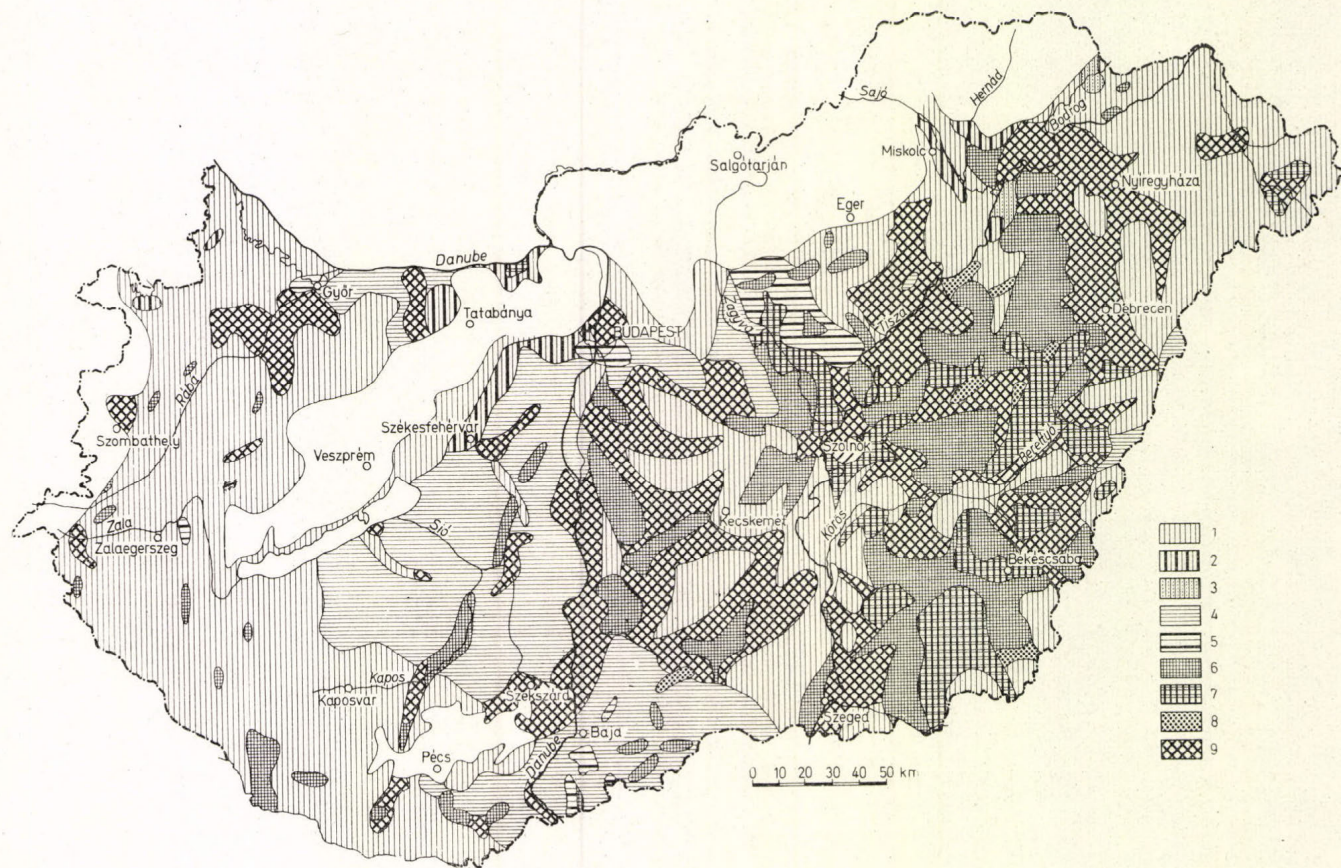 Sajó
Hernád
Bodrog
Miskolc
Salgótarján
Nyíregyháza
Eger
Danube
Győr
Zagyva
Tisza
Debrecen
Tatabánya
BUDAPEST
Rába
Szombathely
Székesfehérvár
Szolnok
Berettyó
Veszprém
Kecskemét
Körös
Zala
Zalaegerszeg
Sió
Békéscsaba
Kapos
Kaposvár
Szekszárd
Szeged
Baja
Danube
Pécs
0 10 20 30 40 50 km
1
2
3
4
5
6
7
8
9